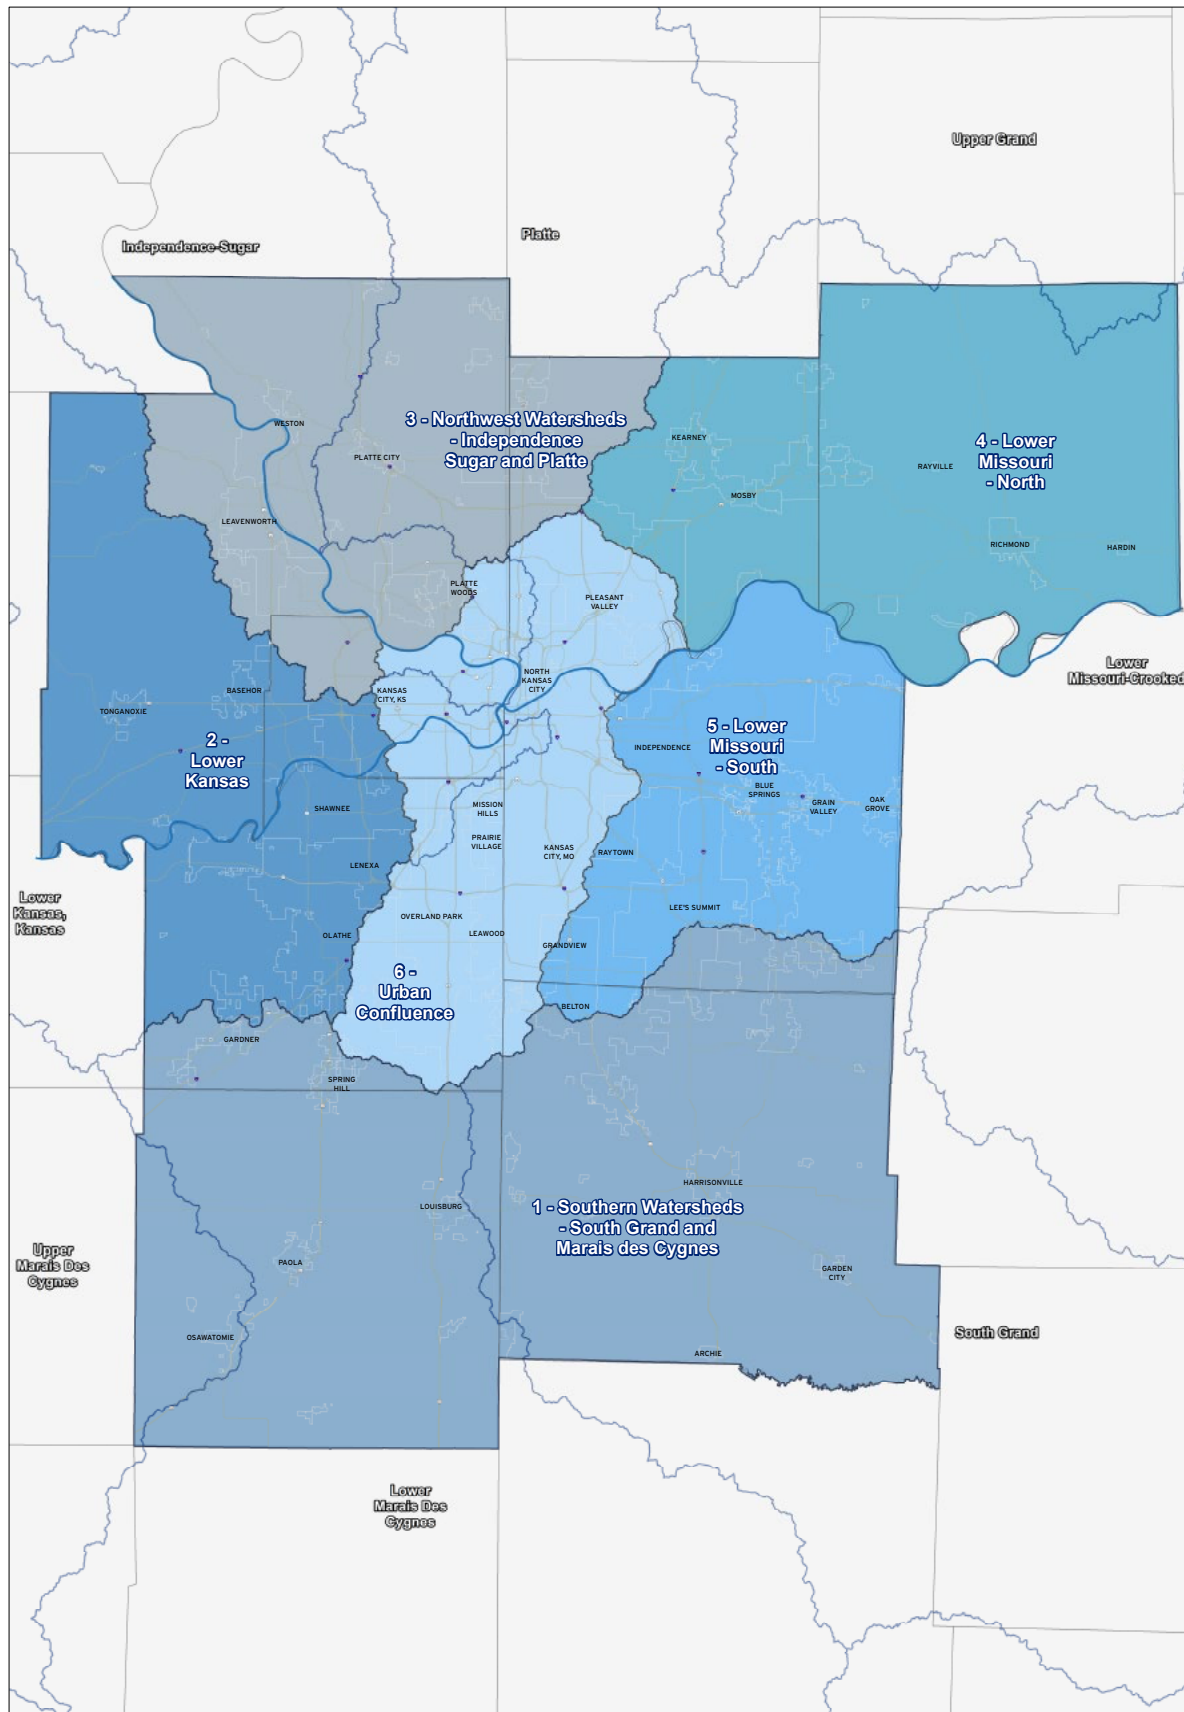 Upper Grand
Independence-Sugar
Platte
3 - Northwest Watersheds
- Independence
Sugar and Platte
WESTON
PLATTE CITY
KEARNEY
4 - Lower
Missouri
- North
RAYVILLE
MOSBY
LEAVENWORTH
RICHMOND
HARDIN
PLATTE
WOODS
PLEASANT
VALLEY
Lower
Missouri-Crooked
NORTH
KANSAS
CITY
KANSAS
CITY, KS
BASEHOR
TONGANOXIE
2 -
Lower
Kansas
5 - Lower
Missouri
- South
INDEPENDENCE
BLUE
SPRINGS
GRAIN
VALLEY
OAK
GROVE
SHAWNEE
MISSION
HILLS
PRAIRIE
VILLAGE
KANSAS
CITY, MO
RAYTOWN
LENEXA
Lower
Kansas,
Kansas
LEE'S SUMMIT
OVERLAND PARK
LEAWOOD
OLATHE
GRANDVIEW
6 -
Urban
Confluence
BELTON
GARDNER
SPRING
HILL
HARRISONVILLE
LOUISBURG
1 - Southern Watersheds
- South Grand and
Marais des Cygnes
Upper
Marais Des
Cygnes
PAOLA
GARDEN
CITY
OSAWATOMIE
South Grand
ARCHIE
Lower
Marais Des
Cygnes